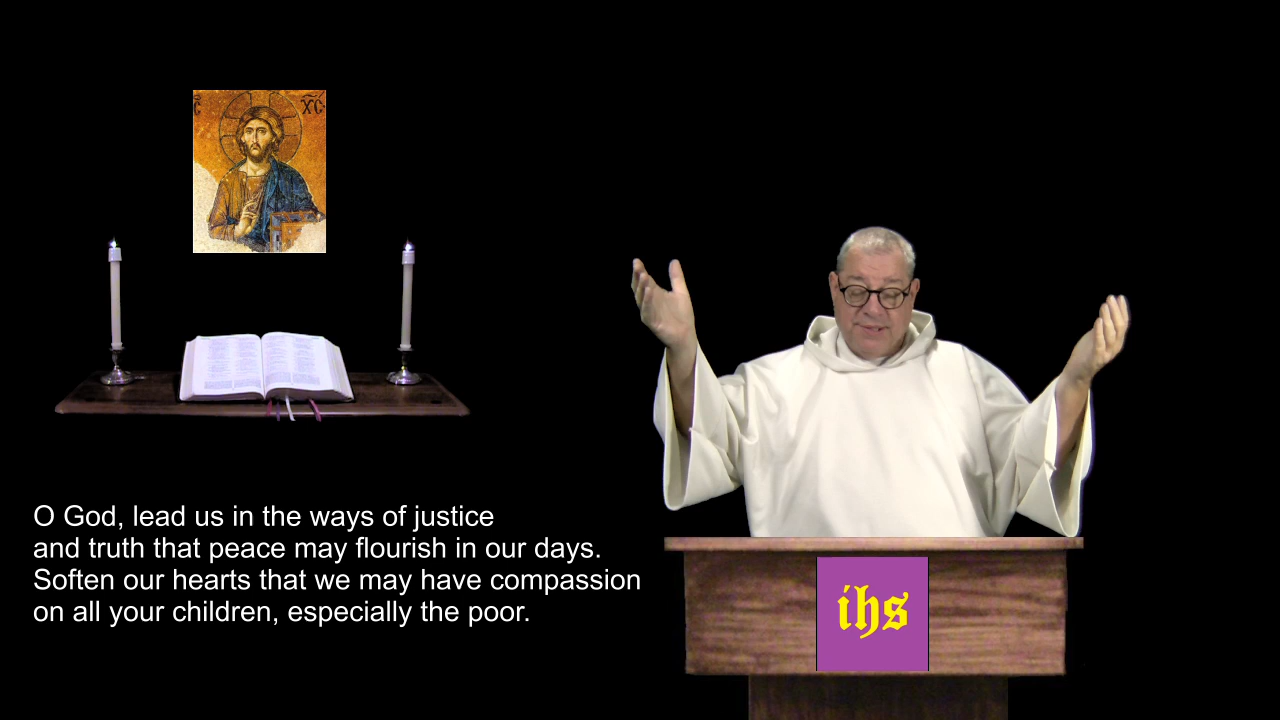 ΧC
O God, lead us in the ways of justice
and truth that peace may flourish in our days.
Soften our hearts that we may have compassion
on all your children, especially the poor.
ihs